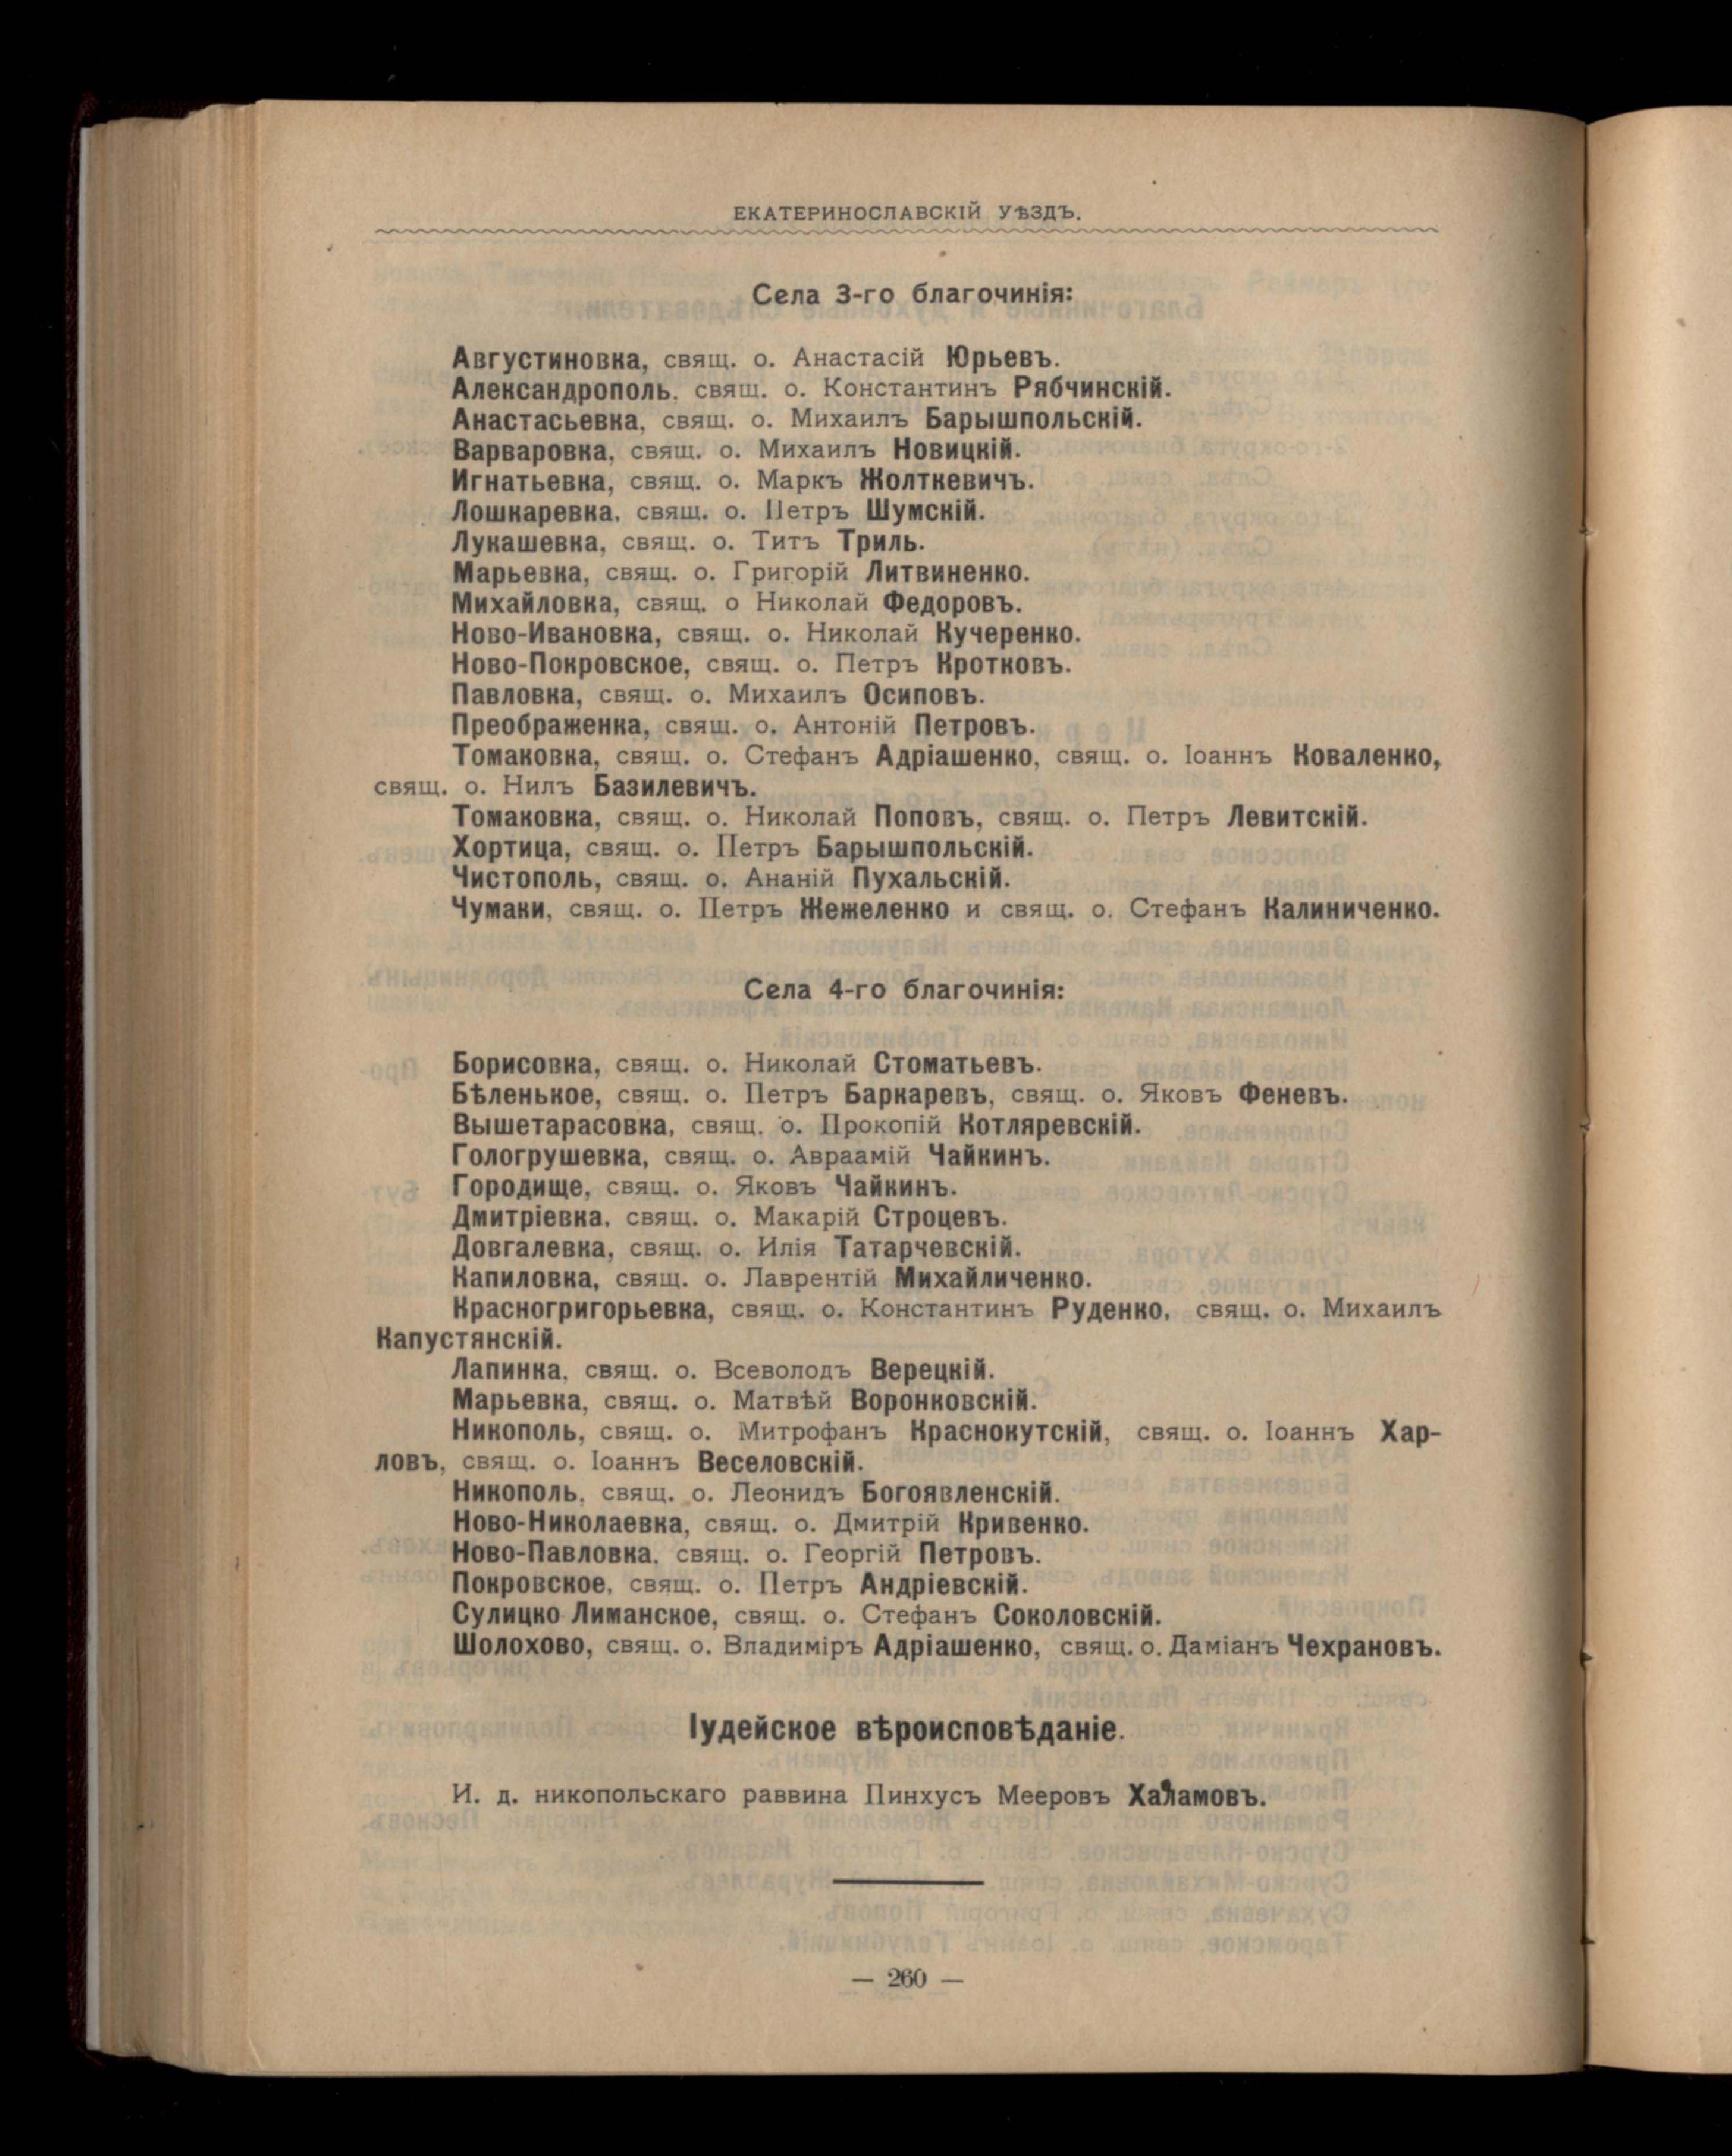 ЕКАТЕРИНОСЛАВСКІЙ УѢЗДЪ.
Села 3-го благочинія:
Августиновка, свящ. о. Анастасій Юрьевъ.
Александрополь, свящ. о. Константинъ Рябчинскій.
Анастасьевка, свящ. о. Михаилъ Барышпольскій.
Варваровка, свящ. о. Михаилъ Новицкій.
Игнатьевка, свящ. о. Маркъ Жолткевичъ.
Лошкаревка, свящ. о. Петръ Шумскій.
Лукашевка, свящ. о. Титъ Триль.
Марьевка, свящ. о. Григорій Литвиненко.
Михайловка, свящ. о Николай Федоровъ.
Ново-Ивановка, свящ. о. Николай Кучеренко.
Ново-Покровское, свящ. о. Петръ Кротковъ.
Павловка, свящ. о. Михаилъ Осиповъ.
Преображенка, свящ. о. Антоній Петровъ.
Томаковка, свящ. о. Стефанъ Адріашенко, свящ. о. Іоаннъ Коваленко,
свящ. о. Нилъ Базилевичъ.
Томаковка, свящ. о. Николай Поповъ, свящ. о. Петръ Левитскій.
Хортица, свящ. о. Петръ Барышпольскій.
Чистополь, свящ. о. Ананій Пухальскій.
Чумаки, свящ. о. Петръ Жежеленко и свящ. о. Стефанъ Калиниченко.
Села 4-го благочинія:
Борисовка, свящ. о. Николай Стоматьевъ.
Бѣленькое, свящ. о. Петръ Баркаревъ, свящ. о. Яковъ Феневъ.
Вышетарасовка, свящ. о. Прокопій Котляревскій.
Гологрушевка, свящ. о. Авраамій Чайкинъ.
Городище, свящ. о. Яковъ Чайкинъ.
Дмитріевка, свящ. о. Макарій Строцевъ.
Довгалевка, свящ. о. Илія Татарчевскій.
Капиловка, свящ. о. Лаврентій Михайличенко.
Красногригорьевка, свящ. о. Константинъ Руденко, свящ. о. Михаилъ
Капустянскій.
Лапинка, свящ. о. Всеволодъ Верецкій.
Марьевка, свящ. о. Матвѣй Воронковскій.
Никополь, свящ. о. Митрофанъ Краснокутскій, свящ. о. Іоаннъ Хар-
ловъ, свящ. о. Іоаннъ Веселовскій.
Никополь, свящ. о. Леонидъ Богоявленскій.
Ново-Николаевка, свящ. о. Дмитрій Кривенко.
Ново-Павловка, свящ. о. Георгій Петровъ.
Покровское, свящ. о. Петръ Андріевскій.
Сулицко Лиманское, свящ. о. Стефанъ Соколовскій.
Шолохово, свящ. о. Владиміръ Адріашенко, свящ. о. Даміанъ Чехрановъ.
Іудейское вѣроисповѣданіе.
И. д. никопольскаго раввина Пинхусъ Мееровъ Халамовъ.
— 260 —